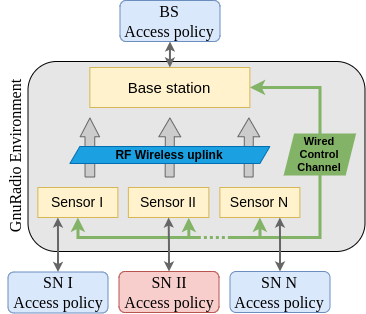 BS
Access policy
GnuRadio Environment
Base station
RF Wireless uplink
Wired
Control
Channel
Sensor I
Sensor II
Sensor N
SN I
Access policy
SN II
Access policy
SN N
Access policy